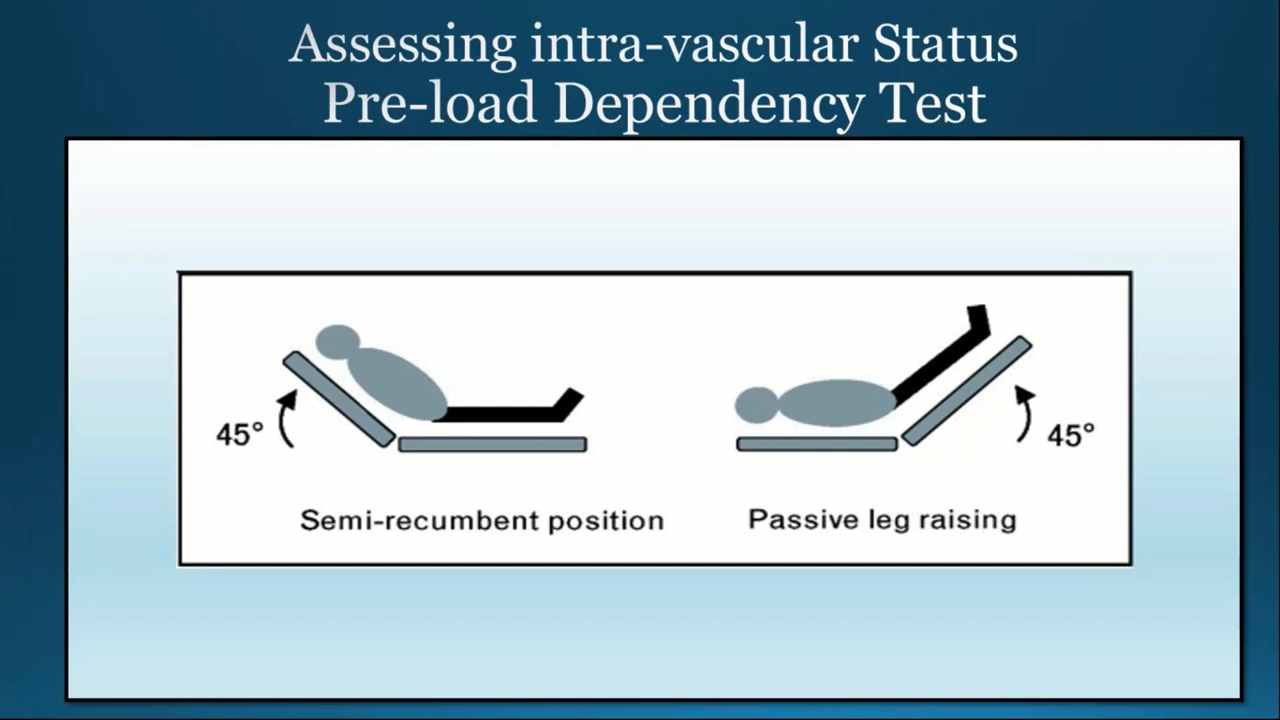 Assessing intra-vascular Status
Pre-load Dependency Test
45°
45°
Semi-recumbent position
Passive leg raising